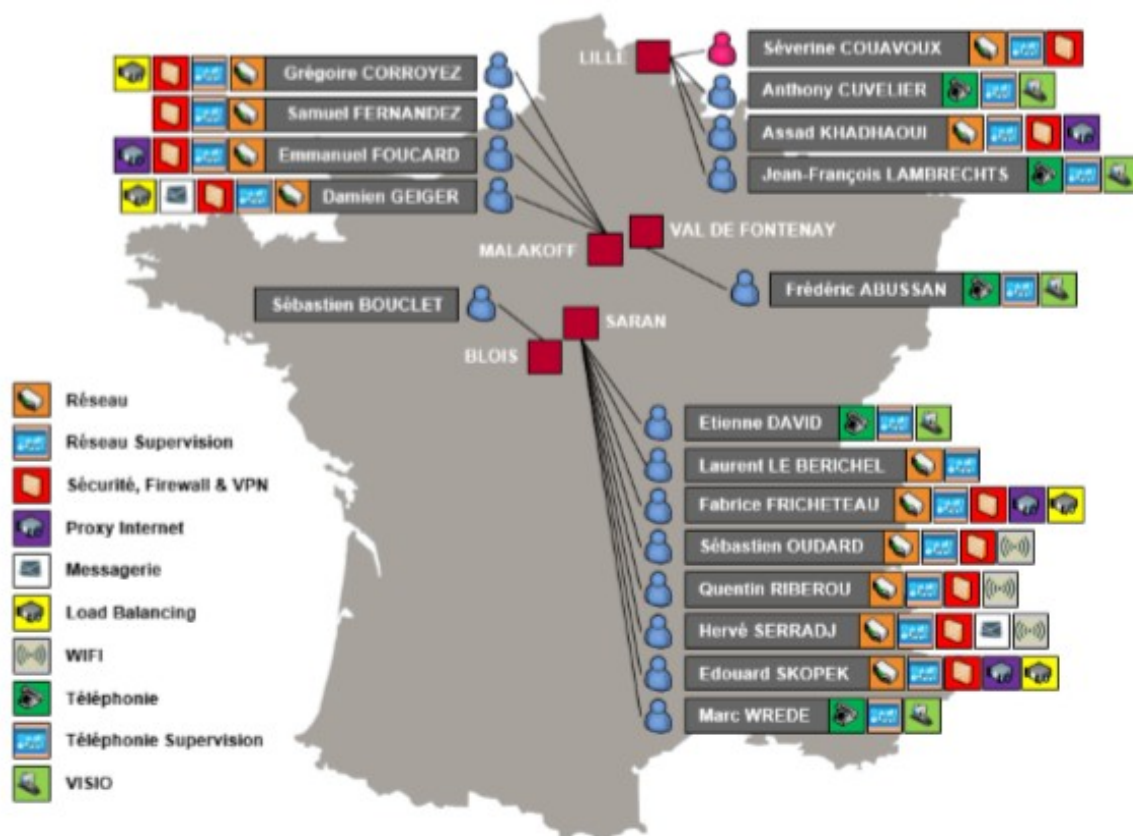 LILLE
Séverine COUAVOUX
Anthony CUVELIER
Assad KHADHAOUI
Jean-François LAMBRECHTS
Grégoire CORROYEZ
Samuel FERNANDEZ
Emmanuel FOUCARD
Damien GEIGER
MALAKOFF
VAL DE FONTENAY
Frédéric ABUSSAN
Sébastien BOUCLET
BLOIS
SARAN
Etienne DAVID
Laurent LE BERICHEL
Fabrice FRICHETEAU
Sébastien OUDARD
Quentin RIBEROU
Hervé SERRADJ
Edouard SKOPEK
Marc WREDE
Réseau
Réseau Supervision
Sécurité, Firewall & VPN
Proxy Internet
Messagerie
Load Balancing
WIFI
Téléphonie
Téléphonie Supervision
VISIO